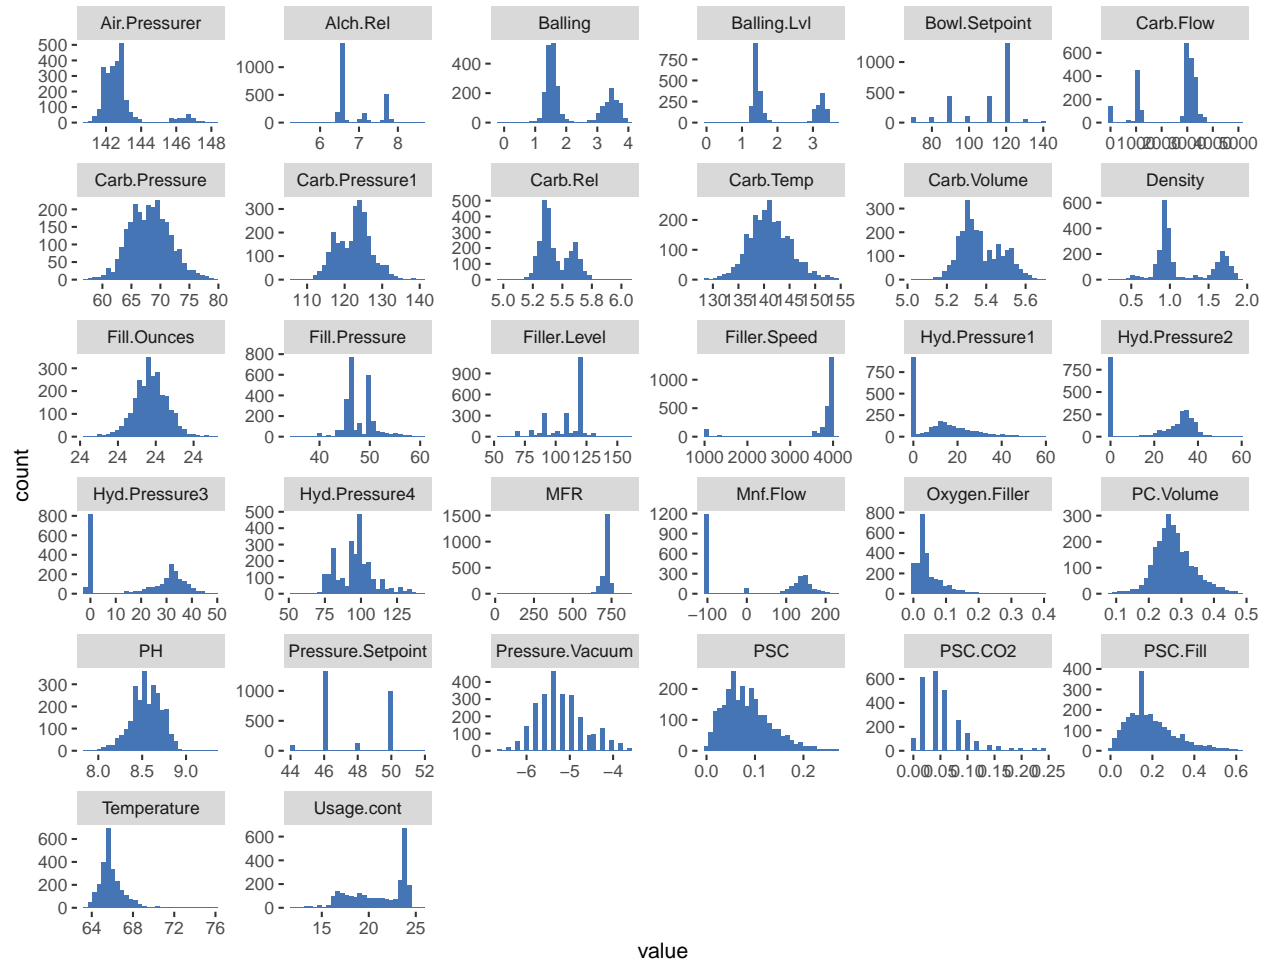 Air.Pressurer Alch.Rel Balling Balling.Lvl Bowl.Setpoint Carb.Flow
500 400 300 200 100 0 1000 500 0 400 200 0 750 500 250 0 1000 500 0 600 400 200 0
142 144 146 148 6 7 8 0 1 2 3 4 0 1 2 3 80 100 120 140 0 1000 2000 3000 4000 5000
Carb.Pressure Carb.Pressure1 Carb.Rel Carb.Temp Carb.Volume Density
200 150 100 50 0 300 200 100 0 500 400 300 200 100 0 200 100 0 300 200 100 0 600 400 200 0
60 65 70 75 80 110 120 130 140 5.0 5.2 5.5 5.8 6.0 130 135 140 145 150 155 5.0 5.2 5.4 5.6 0.5 1.0 1.5 2.0
Fill.Ounces Fill.Pressure Filler.Level Filler.Speed Hyd.Pressure1 Hyd.Pressure2
300 200 100 0 800 600 400 200 0 900 600 300 0 1000 500 0 750 500 250 0 750 500 250 0
24 24 24 24 40 50 60 50 75 100 125 150 1000 2000 3000 4000 0 20 40 60 0 20 40 60
Hyd.Pressure3 Hyd.Pressure4 MFR Mnf.Flow Oxygen.Filler PC.Volume
800 600 400 200 0 500 400 300 200 100 0 1500 1000 500 0 1200 900 600 300 0 800 600 400 200 0 300 200 100 0
0 10 20 30 40 50 50 75 100 125 0 250 500 750 −100 0 100 200 0.0 0.1 0.2 0.3 0.4 0.1 0.2 0.3 0.4 0.5
PH Pressure.Setpoint Pressure.Vacuum PSC PSC.CO2 PSC.Fill
300 200 100 0 1000 500 0 400 300 200 100 0 200 100 0 600 400 200 0 400 300 200 100 0
8.0 8.5 9.0 44 46 48 50 52 −6 −5 −4 0.0 0.1 0.2 0.00 0.05 0.10 0.15 0.20 0.25 0.0 0.2 0.4 0.6
Temperature Usage.cont
600 400 200 0 600 400 200 0
64 68 72 76 15 20 25
count
value